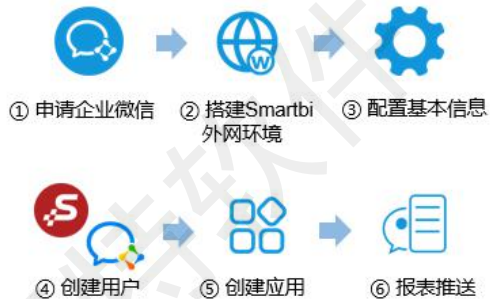 ① 申请企业微信
② 搭建Smartbi
外网环境
③ 配置基本信息
④ 创建用户
⑤ 创建应用
⑥ 报表推送